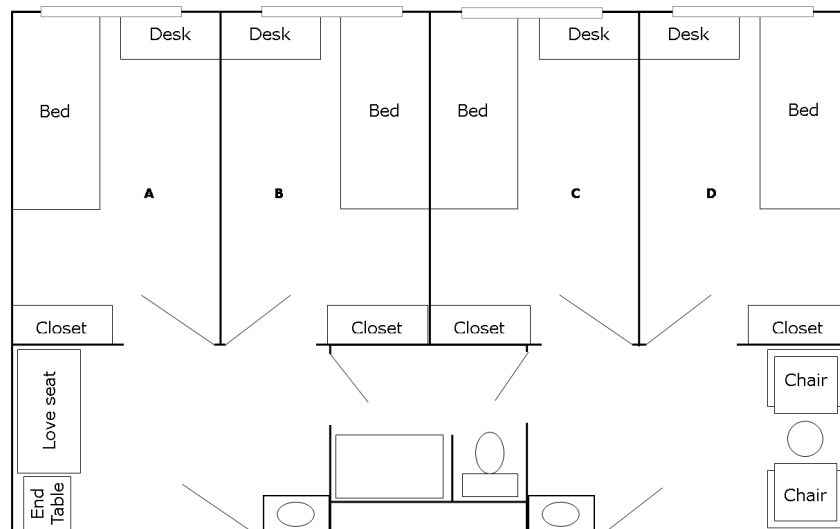 Desk
Desk
Desk
Desk
Bed
Bed
Bed
Bed
A
B
C
D
Closet
Closet
Closet
Closet
Love seat
Chair
End
Table
Chair